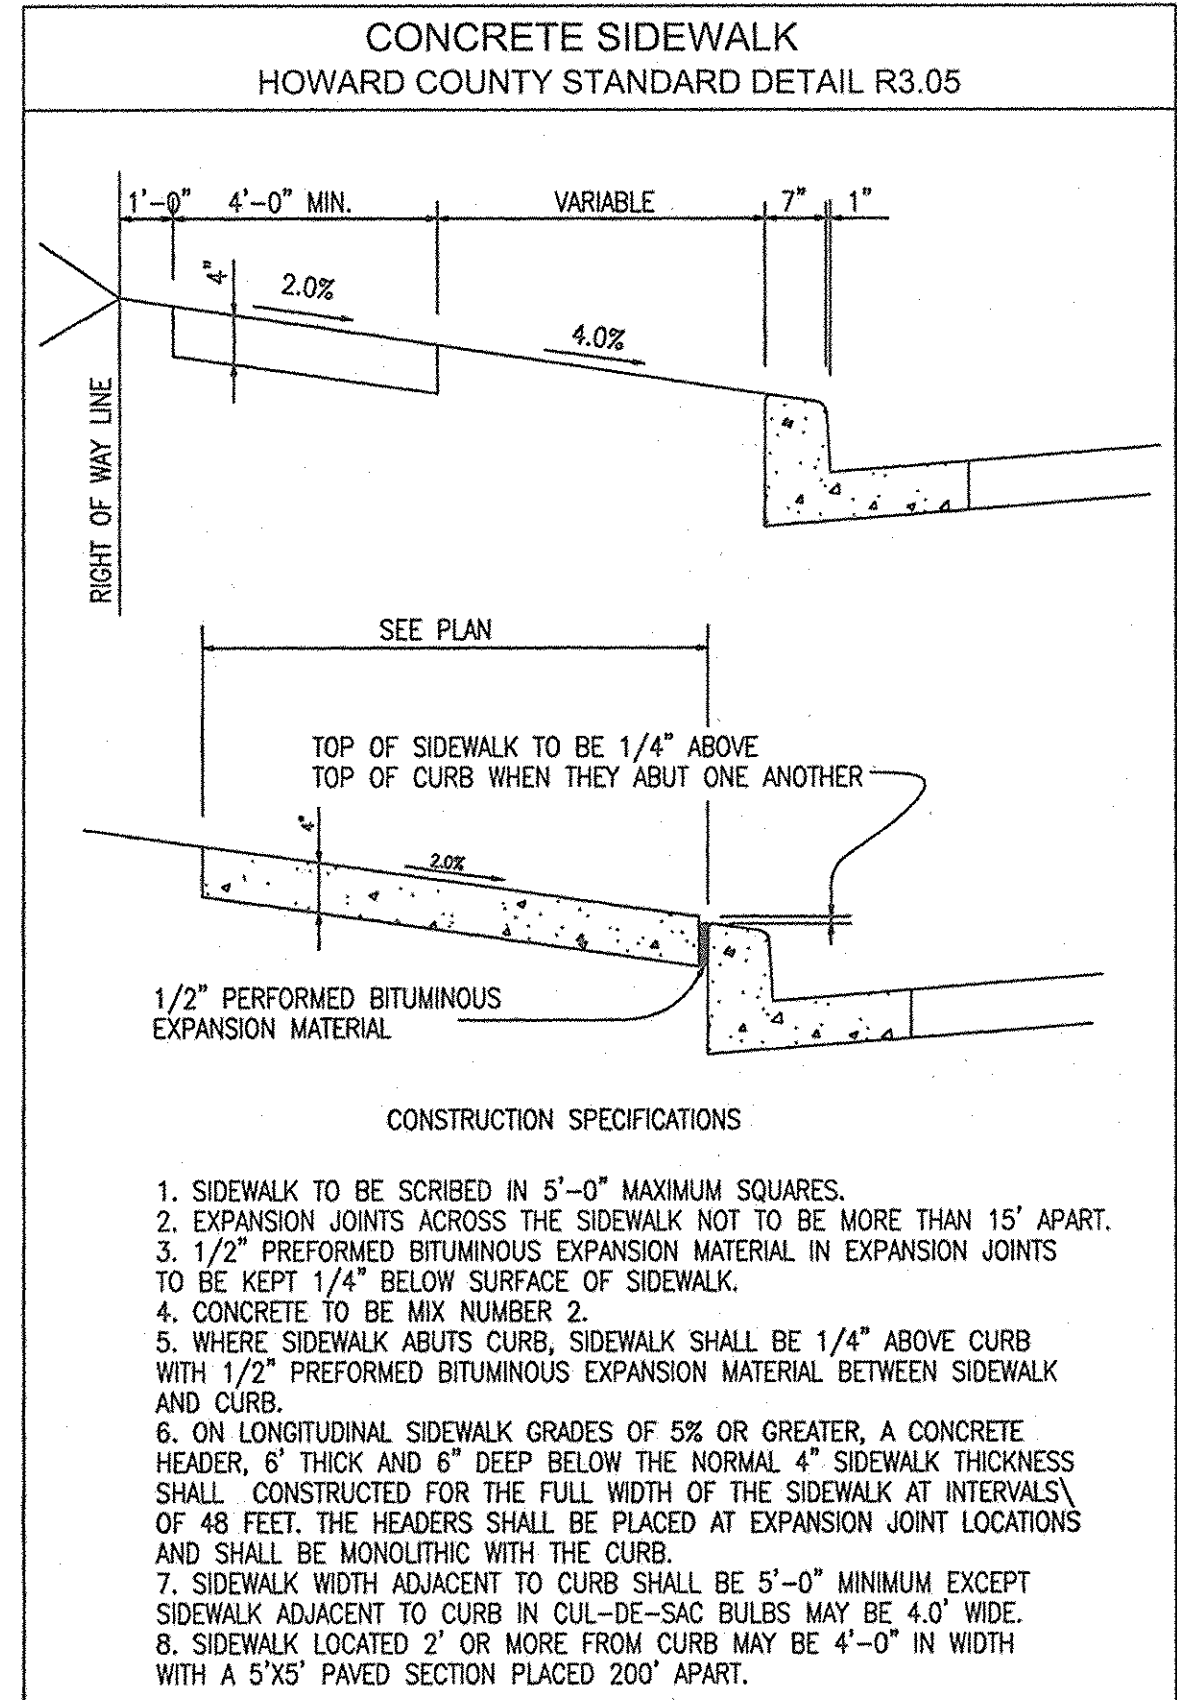 CONCRETE SIDEWALK
HOWARD COUNTY STANDARD DETAIL R3.05
1'-0" 4'-0" MIN. VARIABLE 7" 1"
4"
2.0%
4.0%
RIGHT OF WAY LINE
SEE PLAN
TOP OF SIDEWALK TO BE 1/4" ABOVE
TOP OF CURB WHEN THEY ABUT ONE ANOTHER
4"
2.0%
1/2" PERFORMED BITUMINOUS
EXPANSION MATERIAL
CONSTRUCTION SPECIFICATIONS
1. SIDEWALK TO BE SCRIBED IN 5'-0" MAXIMUM SQUARES.
2. EXPANSION JOINTS ACROSS THE SIDEWALK NOT TO BE MORE THAN 15' APART.
3. 1/2" PREFORMED BITUMINOUS EXPANSION MATERIAL IN EXPANSION JOINTS
TO BE KEPT 1/4" BELOW SURFACE OF SIDEWALK.
4. CONCRETE TO BE MIX NUMBER 2.
5. WHERE SIDEWALK ABUTS CURB, SIDEWALK SHALL BE 1/4" ABOVE CURB
WITH 1/2" PREFORMED BITUMINOUS EXPANSION MATERIAL BETWEEN SIDEWALK
AND CURB.
6. ON LONGITUDINAL SIDEWALK GRADES OF 5% OR GREATER, A CONCRETE
HEADER, 6' THICK AND 6" DEEP BELOW THE NORMAL 4" SIDEWALK THICKNESS
SHALL CONSTRUCTED FOR THE FULL WIDTH OF THE SIDEWALK AT INTERVALS\
OF 48 FEET. THE HEADERS SHALL BE PLACED AT EXPANSION JOINT LOCATIONS
AND SHALL BE MONOLITHIC WITH THE CURB.
7. SIDEWALK WIDTH ADJACENT TO CURB SHALL BE 5'-0" MINIMUM EXCEPT
SIDEWALK ADJACENT TO CURB IN CUL-DE-SAC BULBS MAY BE 4.0' WIDE.
8. SIDEWALK LOCATED 2' OR MORE FROM CURB MAY BE 4'-0" IN WIDTH
WITH A 5'X5' PAVED SECTION PLACED 200' APART.